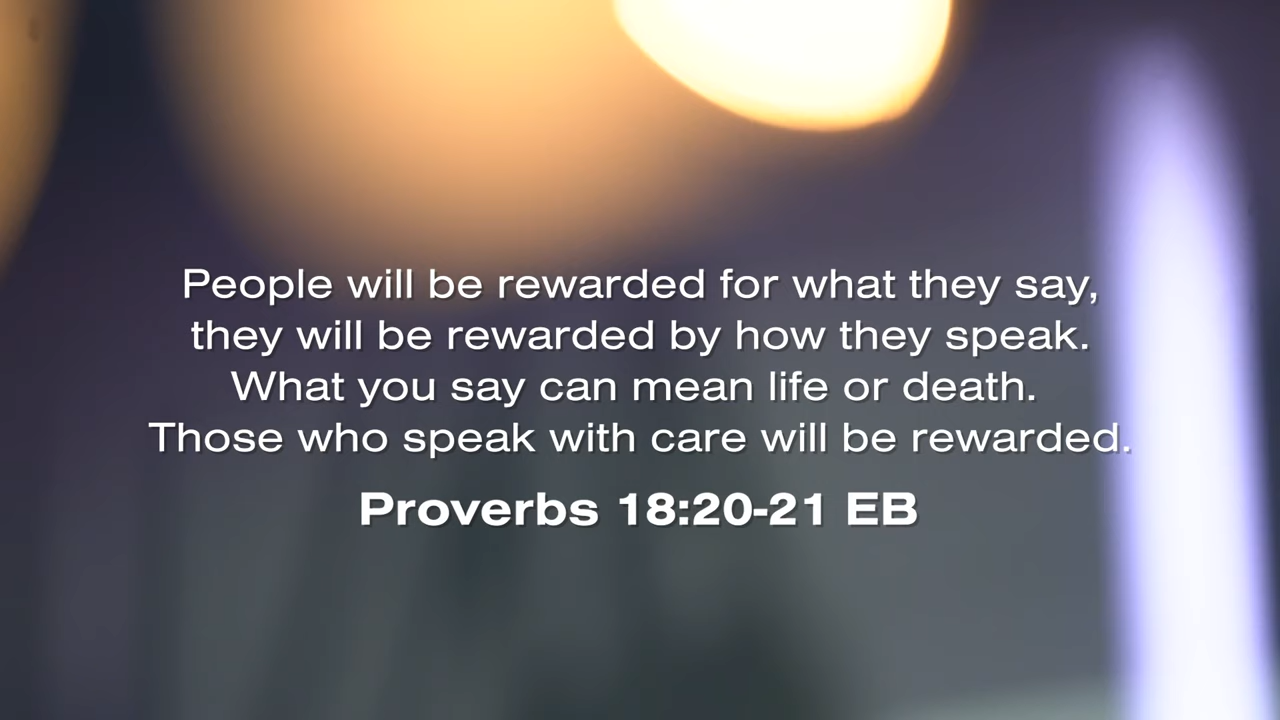 People will be rewarded for what they say,
they will be rewarded by how they speak.
What you say can mean life or death.
Those who speak with care will be rewarded.
Proverbs 18:20-21 EB